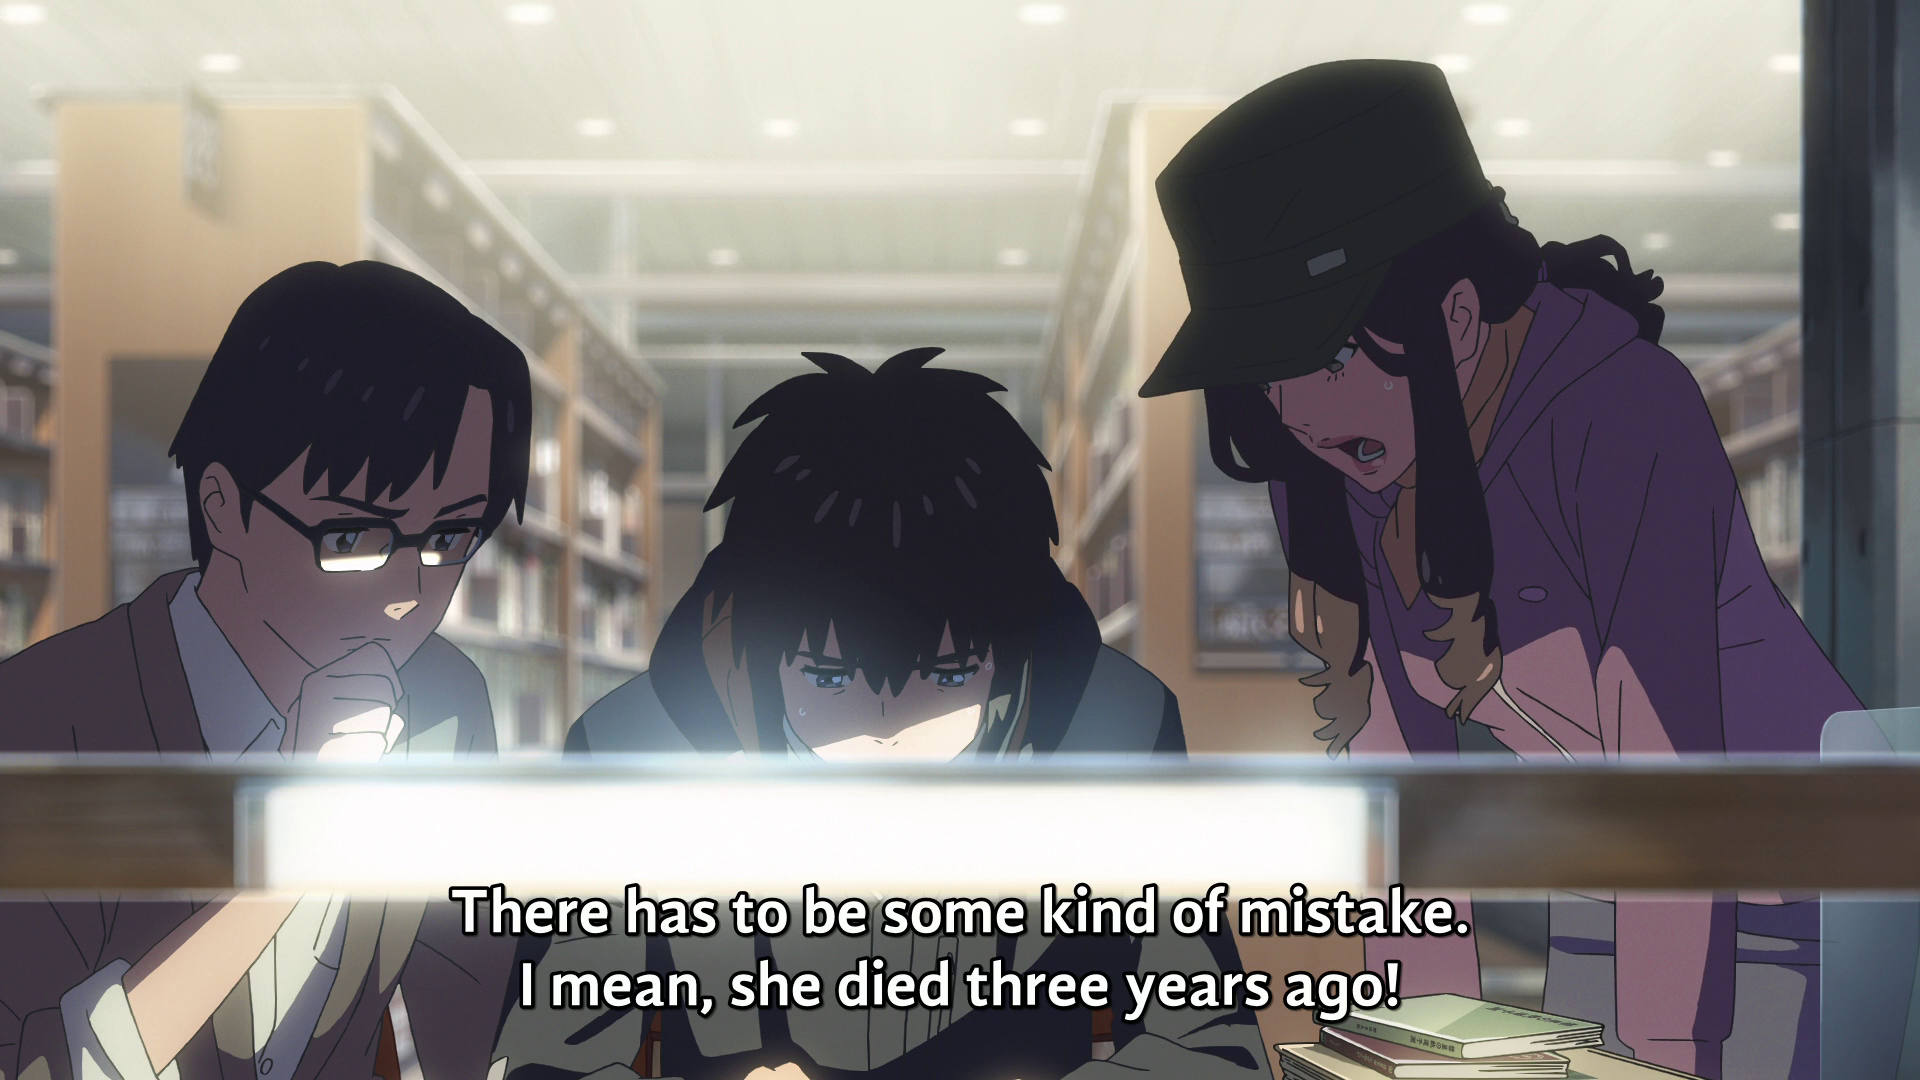 There has to be some kind of mistake.
I mean, she died three years ago!